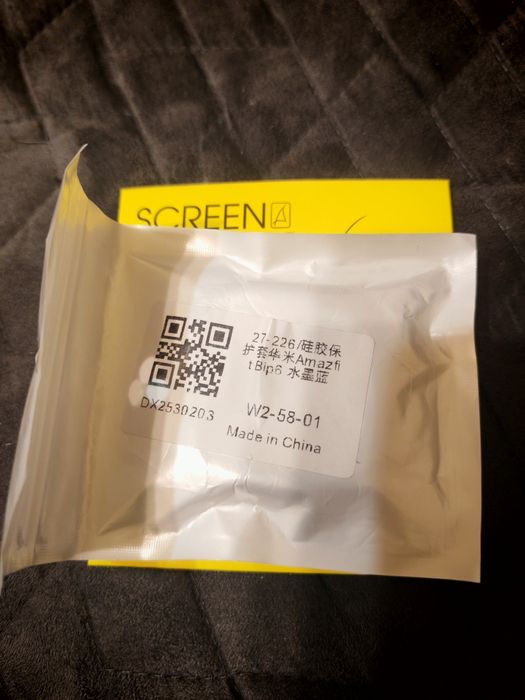 SCREEN
27-226/硅胶保
护套华米Amazfi
tBip6 水墨蓝
DX2530203
W2-58-01
Made in China